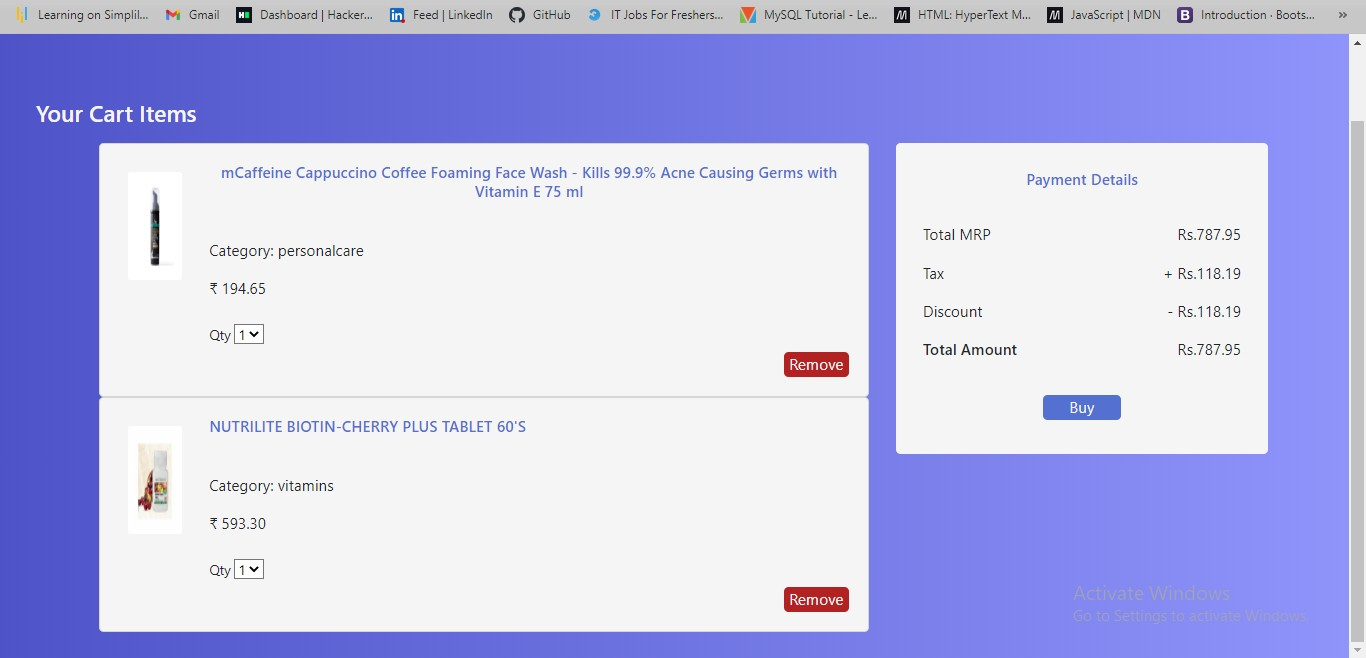 Learning on Simplil...
Gmail
Dashboard | Hacker...
Feed | LinkedIn
GitHub
IT Jobs For Freshers...
MySQL Tutorial - Le...
HTML: HyperText M...
JavaScript | MDN
Introduction · Boots...
»
Your Cart Items
mCaffeine Cappuccino Coffee Foaming Face Wash - Kills 99.9% Acne Causing Germs with
Vitamin E 75 ml
Category: personalcare
₹ 194.65
Qty 1
Remove
NUTRILITE BIOTIN-CHERRY PLUS TABLET 60'S
Category: vitamins
₹ 593.30
Qty 1
Remove
Payment Details
Total MRP Rs.787.95
Tax + Rs.118.19
Discount - Rs.118.19
Total Amount Rs.787.95
Buy
Activate Windows
Go to Settings to activate Windows.